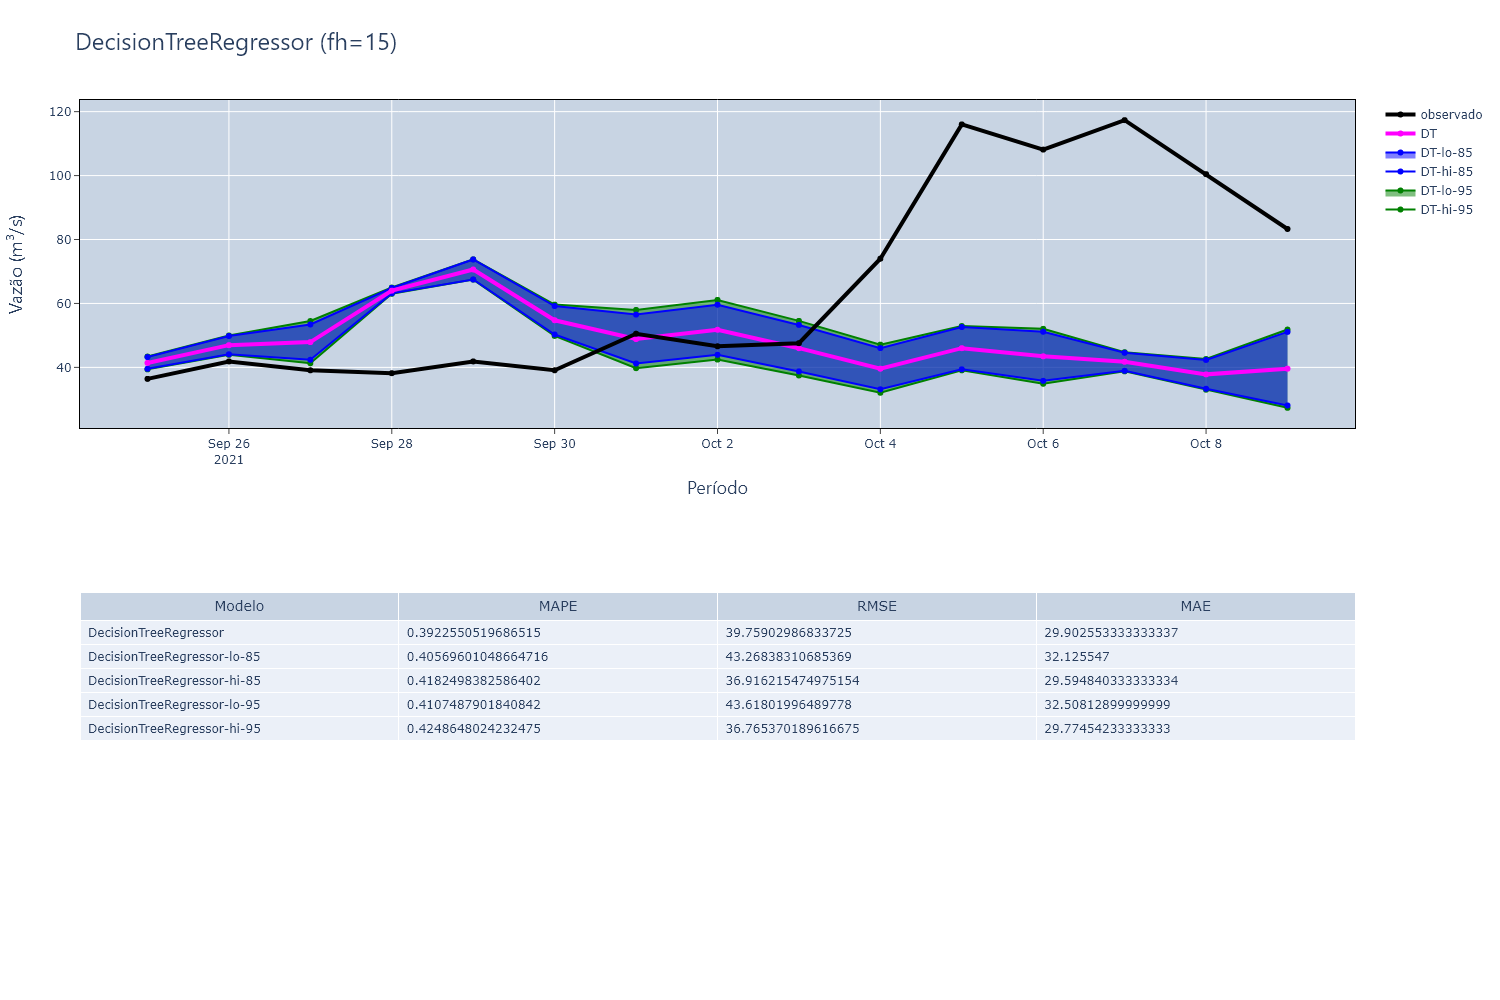 DecisionTreeRegressor (fh=15)
120
100
80
60
40
Vazão (m³/s)
Sep 26
2021
Sep 28
Sep 30
Oct 2
Oct 4
Oct 6
Oct 8
Período
observado
DT
DT-lo-85
DT-hi-85
DT-lo-95
DT-hi-95
Modelo MAPE RMSE MAE
DecisionTreeRegressor 0.3922550519686515 39.75902986833725 29.902553333333337
DecisionTreeRegressor-lo-85 0.40569601048664716 43.26838310685369 32.125547
DecisionTreeRegressor-hi-85 0.4182498382586402 36.916215474975154 29.594840333333334
DecisionTreeRegressor-lo-95 0.4107487901840842 43.61801996489778 32.50812899999999
DecisionTreeRegressor-hi-95 0.4248648024232475 36.765370189616675 29.77454233333333